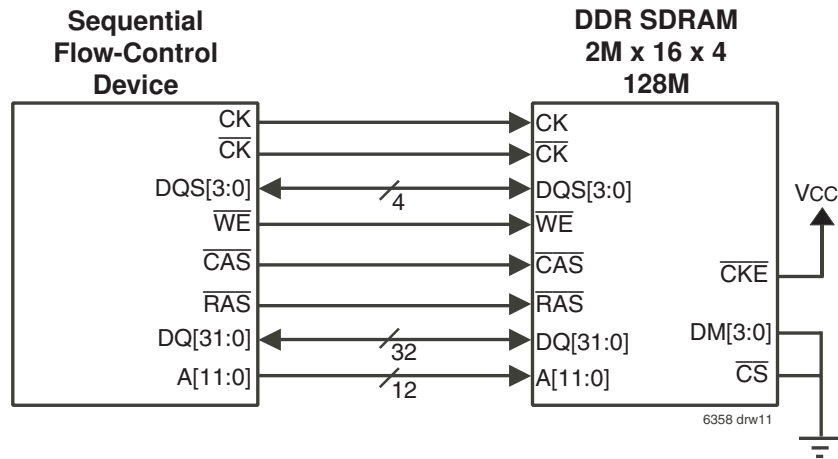 Sequential
Flow-Control
Device
DDR SDRAM
2M x 16 x 4
128M
CK
CK
DQS[3:0]
WE
CAS
RAS
DQ[31:0]
A[11:0]
4
32
12
CK
CK
DQS[3:0]
WE
CAS
RAS
DQ[31:0]
A[11:0]
VCC
CKE
DM[3:0]
CS
6358 drw11